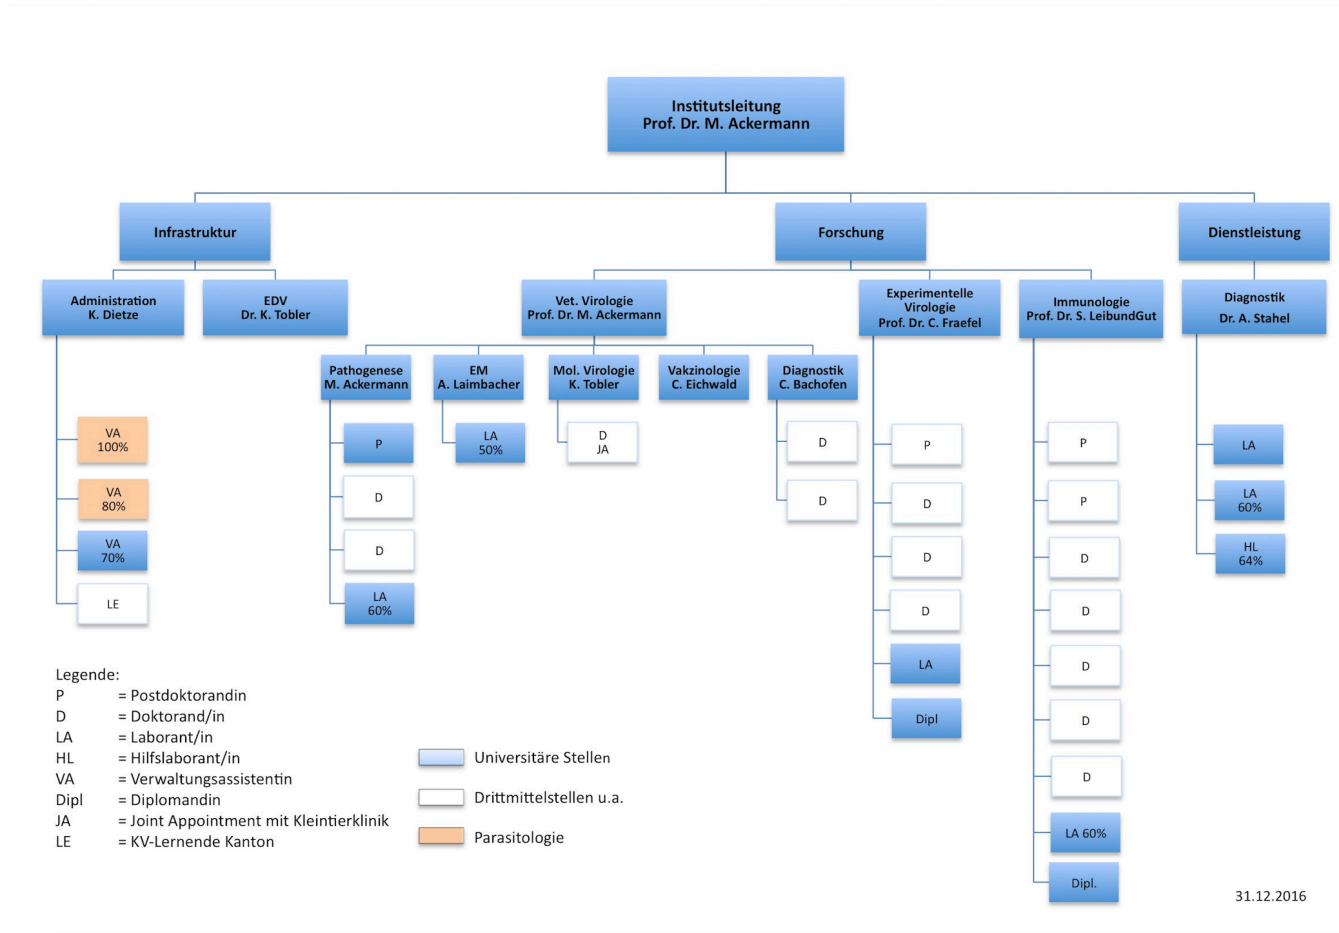 Institutsleitung
Prof. Dr. M. Ackermann
Infrastruktur
Forschung
Dienstleistung
Administration
K. Dietze
EDV
Dr. K. Tobler
Vet. Virologie
Prof. Dr. M. Ackermann
Experimentelle
Virologie
Prof. Dr. C. Fraefel
Immunologie
Prof. Dr. S. LeibundGut
Diagnostik
Dr. A. Stahel
Pathogenese
M. Ackermann
EM
A. Laimbacher
Mol. Virologie
K. Tobler
Vakzinologie
C. Eichwald
Diagnostik
C. Bachofen
VA
100%
VA
80%
VA
70%
LE
P
D
D
LA
60%
LA
50%
D
JA
D
D
P
D
D
D
LA
Dipl
P
P
D
D
D
D
D
LA 60%
Dipl.
LA
LA
60%
HL
64%
Legende:
P = Postdoktorandin
D = Doktorand/in
LA = Laborant/in
HL = Hilfslaborant/in
VA = Verwaltungsassistentin
Dipl = Diplomandin
JA = Joint Appointment mit Kleintierklinik
LE = KV-Lernende Kanton
Universitäre Stellen
Drittmittelstellen u.a.
Parasitologie
31.12.2016